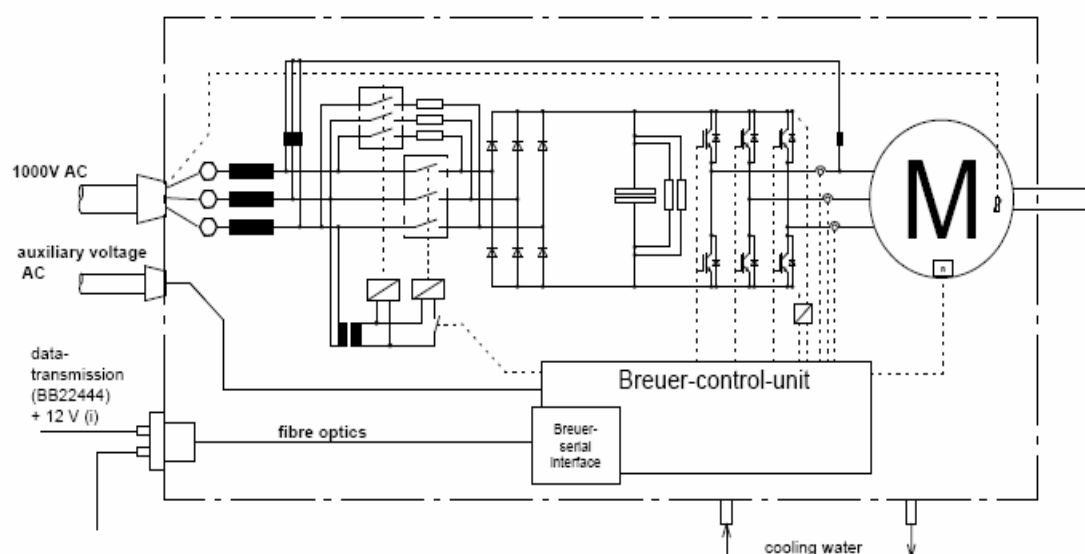 1000V AC
auxiliary voltage
AC
data-
transmission
(BB22444)
+ 12 V (i)
fibre optics
Breuer-control-unit
Breuer-
serial
Interface
M
n
cooling water